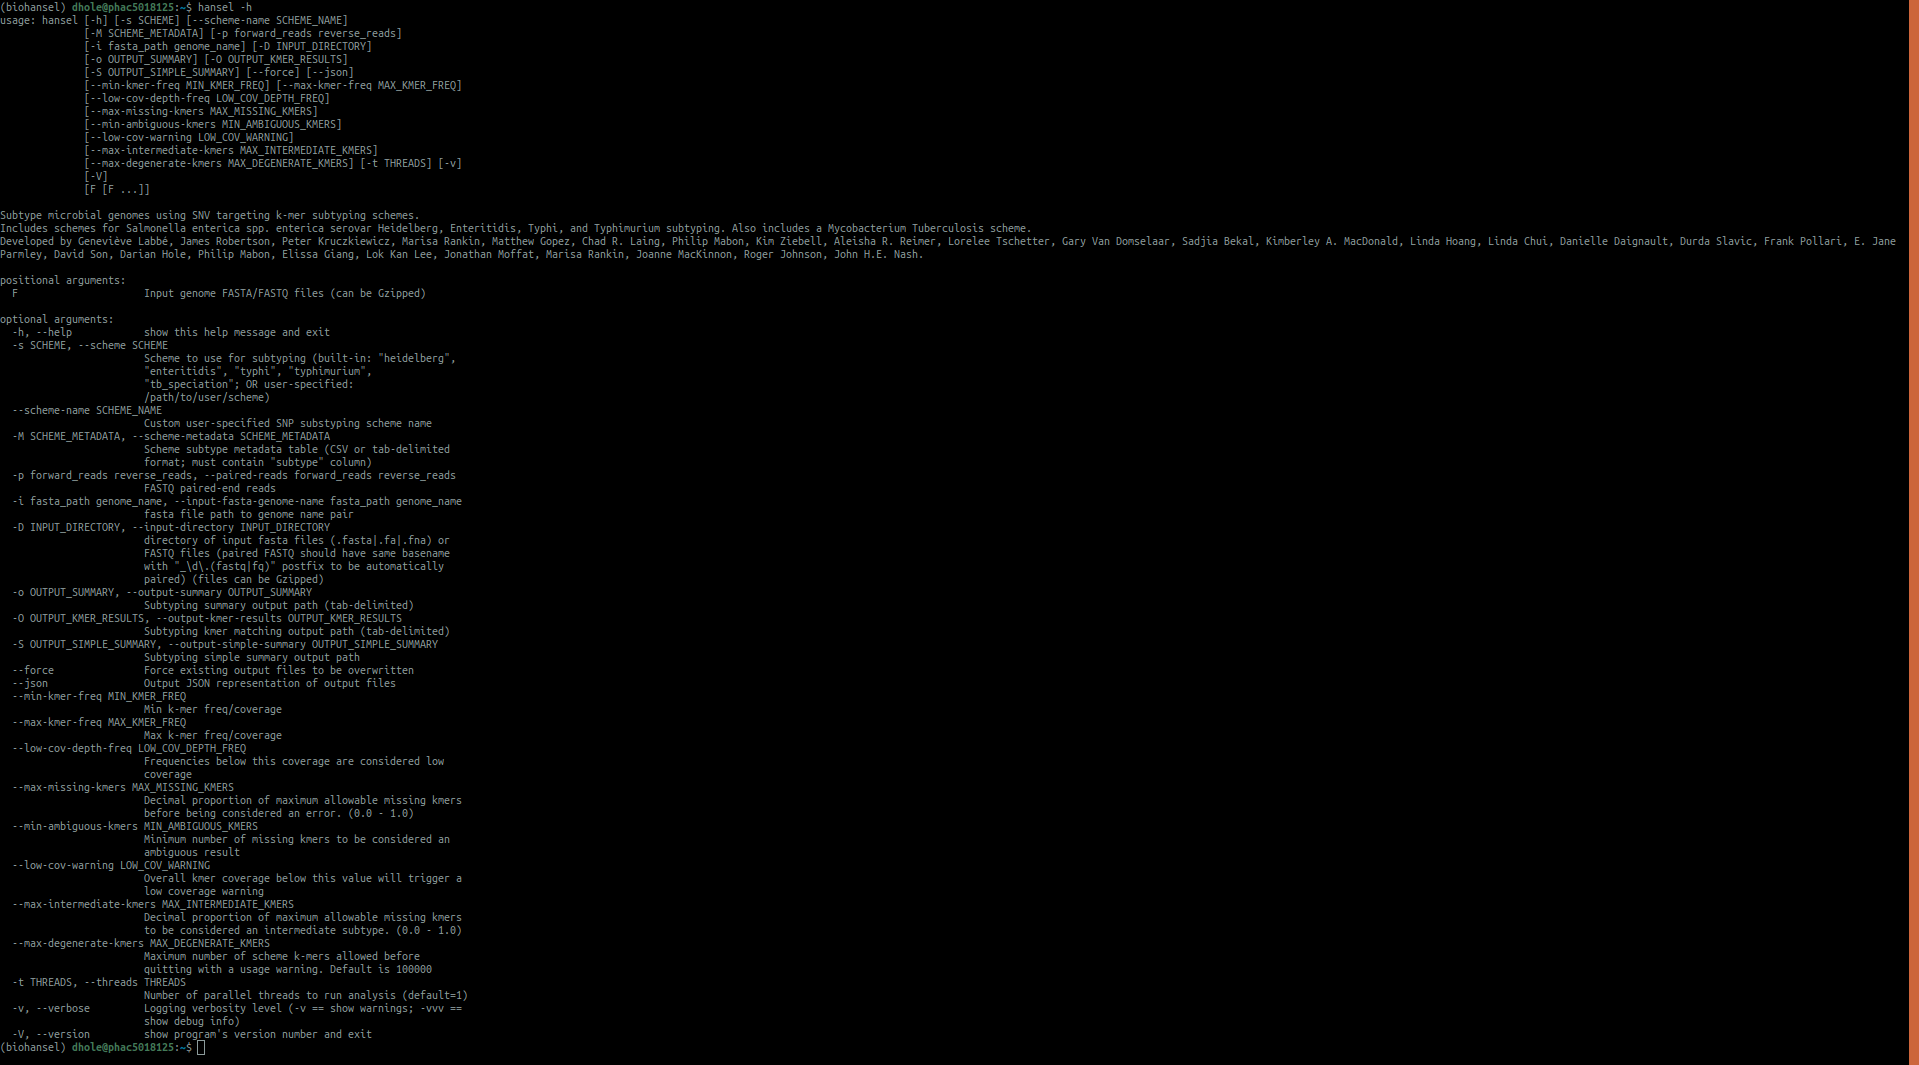 (biohansel) dhole@phac5018125:~$ hansel -h
usage: hansel [-h] [-s SCHEME] [--scheme-name SCHEME_NAME]
              [-M SCHEME_METADATA] [-p forward_reads reverse_reads]
              [-i fasta_path genome_name] [-D INPUT_DIRECTORY]
              [-o OUTPUT_SUMMARY] [-O OUTPUT_KMER_RESULTS]
              [-S OUTPUT_SIMPLE_SUMMARY] [--force] [--json]
              [--min-kmer-freq MIN_KMER_FREQ] [--max-kmer-freq MAX_KMER_FREQ]
              [--low-cov-depth-freq LOW_COV_DEPTH_FREQ]
              [--max-missing-kmers MAX_MISSING_KMERS]
              [--min-ambiguous-kmers MIN_AMBIGUOUS_KMERS]
              [--low-cov-warning LOW_COV_WARNING]
              [--max-intermediate-kmers MAX_INTERMEDIATE_KMERS]
              [--max-degenerate-kmers MAX_DEGENERATE_KMERS] [-t THREADS] [-v]
              [-V]
              [F [F ...]]

Subtype microbial genomes using SNV targeting k-mer subtyping schemes.
Includes schemes for Salmonella enterica spp. enterica serovar Heidelberg, Enteritidis, Typhi, and Typhimurium subtyping. Also includes a Mycobacterium Tuberculosis scheme.
Developed by Geneviève Labbé, James Robertson, Peter Kruczkiewicz, Marisa Rankin, Matthew Gopez, Chad R. Laing, Philip Mabon, Kim Ziebell, Aleisha R. Reimer, Lorelee Tschetter, Gary Van Domselaar, Sadjia Bekal, Kimberley A. MacDonald, Linda Hoang, Linda Chui, Danielle Daignault, Durda Slavic, Frank Pollari, E. Jane
Parmley, David Son, Darian Hole, Philip Mabon, Elissa Giang, Lok Kan Lee, Jonathan Moffat, Marisa Rankin, Joanne MacKinnon, Roger Johnson, John H.E. Nash.

positional arguments:
  F                     Input genome FASTA/FASTQ files (can be Gzipped)

optional arguments:
  -h, --help            show this help message and exit
  -s SCHEME, --scheme SCHEME
                        Scheme to use for subtyping (built-in: "heidelberg",
                        "enteritidis", "typhi", "typhimurium",
                        "tb_speciation"; OR user-specified:
                        /path/to/user/scheme)
  --scheme-name SCHEME_NAME
                        Custom user-specified SNP substyping scheme name
  -M SCHEME_METADATA, --scheme-metadata SCHEME_METADATA
                        Scheme subtype metadata table (CSV or tab-delimited
                        format; must contain "subtype" column)
  -p forward_reads reverse_reads, --paired-reads forward_reads reverse_reads
                        FASTQ paired-end reads
  -i fasta_path genome_name, --input-fasta-genome-name fasta_path genome_name
                        fasta file path to genome name pair
  -D INPUT_DIRECTORY, --input-directory INPUT_DIRECTORY
                        directory of input fasta files (.fasta|.fa|.fna) or
                        FASTQ files (paired FASTQ should have same basename
                        with "_\d\.(fastq|fq)" postfix to be automatically
                        paired) (files can be Gzipped)
  -o OUTPUT_SUMMARY, --output-summary OUTPUT_SUMMARY
                        Subtyping summary output path (tab-delimited)
  -O OUTPUT_KMER_RESULTS, --output-kmer-results OUTPUT_KMER_RESULTS
                        Subtyping kmer matching output path (tab-delimited)
  -S OUTPUT_SIMPLE_SUMMARY, --output-simple-summary OUTPUT_SIMPLE_SUMMARY
                        Subtyping simple summary output path
  --force               Force existing output files to be overwritten
  --json                Output JSON representation of output files
  --min-kmer-freq MIN_KMER_FREQ
                        Min k-mer freq/coverage
  --max-kmer-freq MAX_KMER_FREQ
                        Max k-mer freq/coverage
  --low-cov-depth-freq LOW_COV_DEPTH_FREQ
                        Frequencies below this coverage are considered low
                        coverage
  --max-missing-kmers MAX_MISSING_KMERS
                        Decimal proportion of maximum allowable missing kmers
                        before being considered an error. (0.0 - 1.0)
  --min-ambiguous-kmers MIN_AMBIGUOUS_KMERS
                        Minimum number of missing kmers to be considered an
                        ambiguous result
  --low-cov-warning LOW_COV_WARNING
                        Overall kmer coverage below this value will trigger a
                        low coverage warning
  --max-intermediate-kmers MAX_INTERMEDIATE_KMERS
                        Decimal proportion of maximum allowable missing kmers
                        to be considered an intermediate subtype. (0.0 - 1.0)
  --max-degenerate-kmers MAX_DEGENERATE_KMERS
                        Maximum number of scheme k-mers allowed before
                        quitting with a usage warning. Default is 100000
  -t THREADS, --threads THREADS
                        Number of parallel threads to run analysis (default=1)
  -v, --verbose         Logging verbosity level (-v == show warnings; -vvv ==
                        show debug info)
  -V, --version         show program's version number and exit
(biohansel) dhole@phac5018125:~$